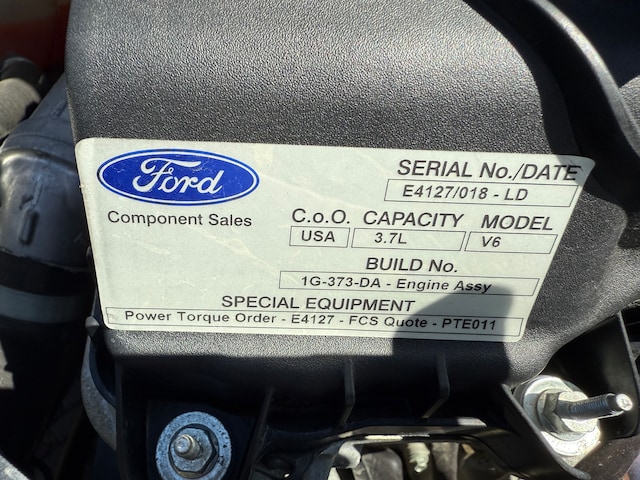 Ford
Component Sales
SERIAL No./DATE
E4127/018 - LD
C.o.O. CAPACITY MODEL
USA 3.7L V6
BUILD No.
1G-373-DA - Engine Assy
SPECIAL EQUIPMENT
Power Torque Order - E4127 - FCS Quote - PTE011